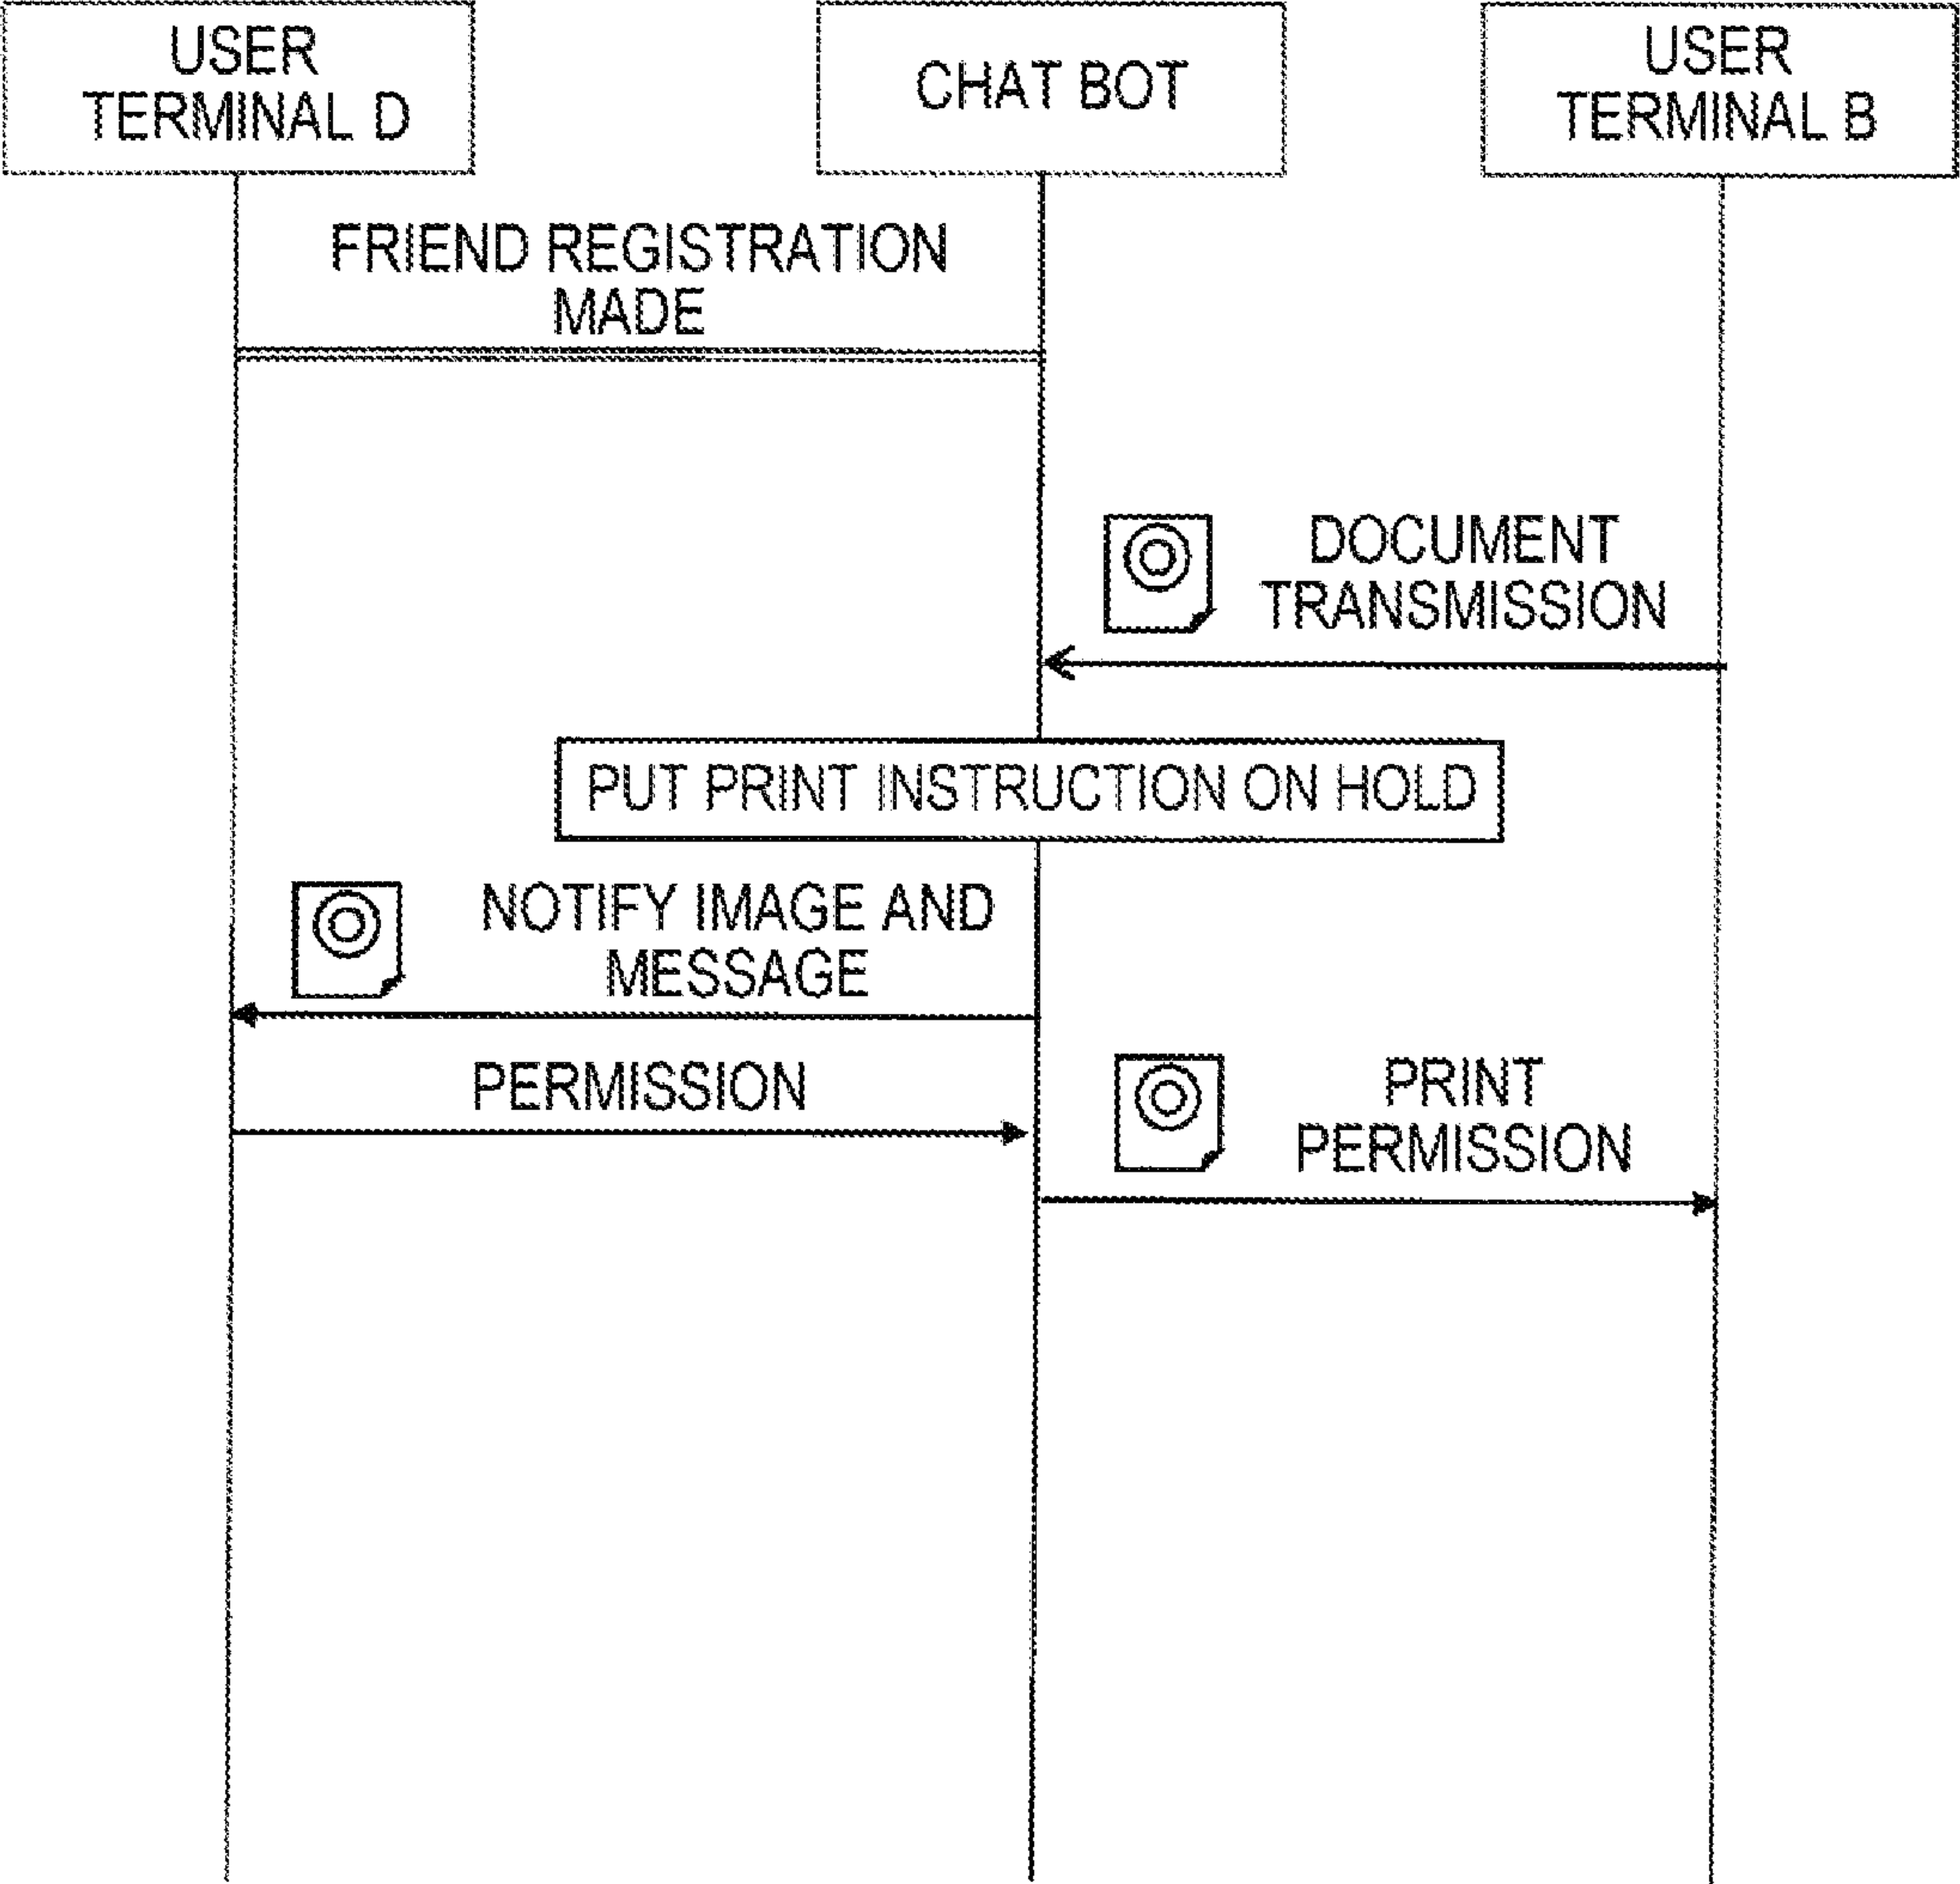 USER
TERMINAL D
CHAT BOT
USER
TERMINAL B
FRIEND REGISTRATION
MADE
DOCUMENT
TRANSMISSION
PUT PRINT INSTRUCTION ON HOLD
NOTIFY IMAGE AND
MESSAGE
PERMISSION
PRINT
PERMISSION